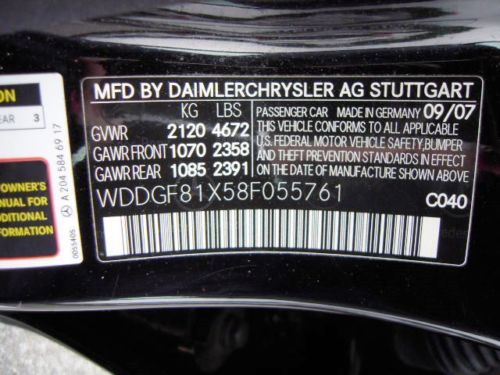 MFD BY DAIMLERCHRYSLER AG STUTTGART
KG LBS
GVWR 2120 4672
GAWR FRONT 1070 2358
GAWR REAR 1085 2391
PASSENGER CAR MADE IN GERMANY 09/07
THIS VEHICLE CONFORMS TO ALL APPLICABLE
U.S. FEDERAL MOTOR VEHICLE SAFETY, BUMPER
AND THEFT PREVENTION STANDARDS IN EFFECT
ON THE DATE OF MANUFACTURE SHOWN ABOVE.
WDDGF81X58F055761
C040
ON
EAR 3
OWNER'S
MANUAL FOR
ADDITIONAL
A 204 584 69 17